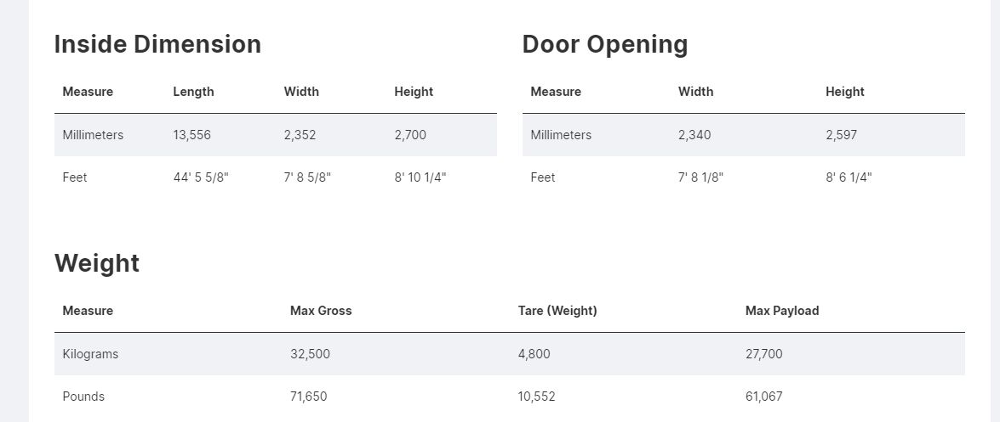 Inside Dimension
Measure Length Width Height
Millimeters 13,556 2,352 2,700
Feet 44' 5 5/8" 7' 8 5/8" 8' 10 1/4"
Door Opening
Measure Width Height
Millimeters 2,340 2,597
Feet 7' 8 1/8" 8' 6 1/4"
Weight
Measure Max Gross Tare (Weight) Max Payload
Kilograms 32,500 4,800 27,700
Pounds 71,650 10,552 61,067